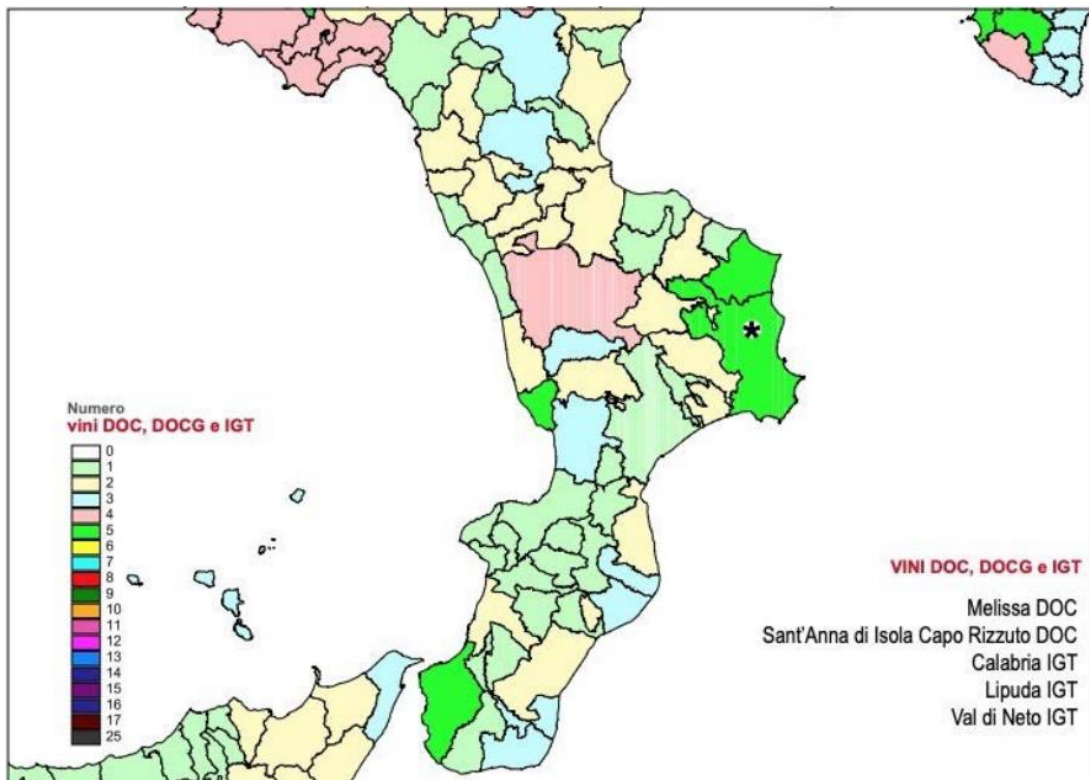 Numero
vini DOC, DOCG e IGT
0
1
2
3
4
5
6
7
8
9
10
11
12
13
14
15
16
17
25
*
VINI DOC, DOCG e IGT
Melissa DOC
Sant'Anna di Isola Capo Rizzuto DOC
Calabria IGT
Lipuda IGT
Val di Neto IGT